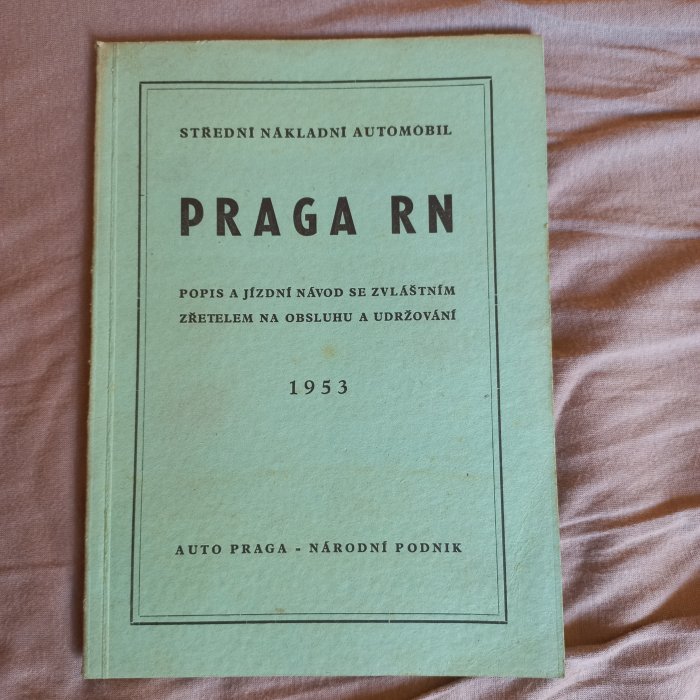 STŘEDNÍ NÁKLADNÍ AUTOMOBIL
PRAGA RN
POPIS A JÍZDNÍ NÁVOD SE ZVLÁŠTNÍM
ZŘETELEM NA OBSLUHU A UDRŽOVÁNÍ
1953
AUTO PRAGA - NÁRODNÍ PODNIK